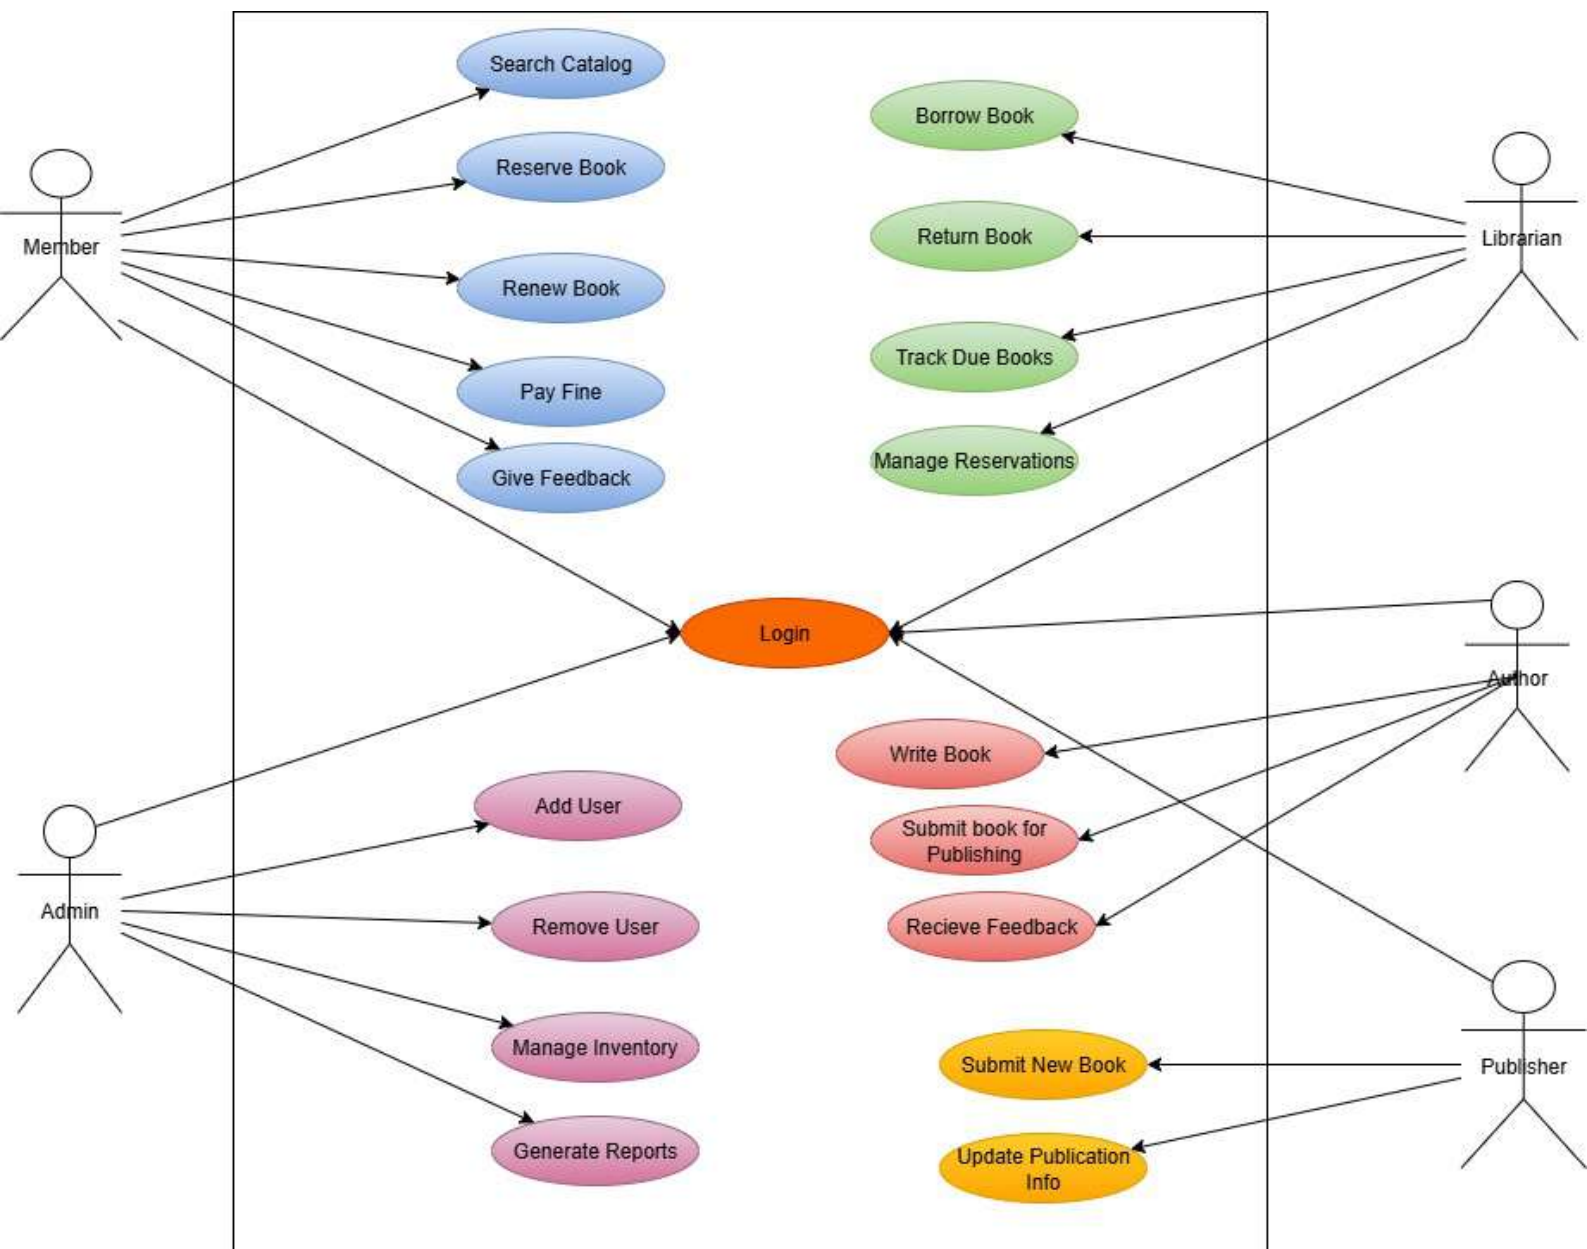 Search Catalog
Borrow Book
Reserve Book
Member
Return Book
Librarian
Renew Book
Track Due Books
Pay Fine
Manage Reservations
Give Feedback
Login
Author
Write Book
Add User
Submit book for
Publishing
Admin
Remove User
Recieve Feedback
Manage Inventory
Submit New Book
Publisher
Generate Reports
Update Publication
Info